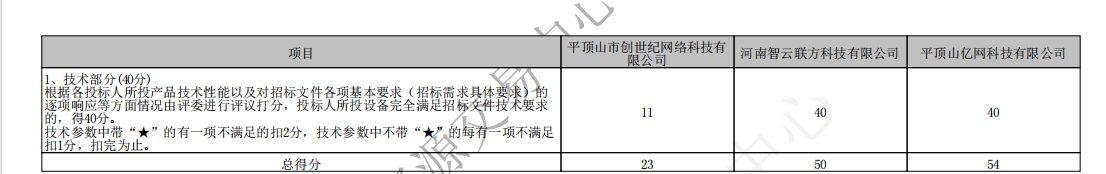 项目
平顶山市创世纪网络科技有
限公司
河南智云联方科技有限公司
平顶山亿网科技有限公司
1、技术部分(40分)
根据各投标人所投产品技术性能以及对招标文件各项基本要求（招标需求具体要求）的
逐项响应等方面情况由评委进行评议打分，投标人所投设备完全满足招标文件技术要求
的，得40分。
技术参数中带“★”的有一项不满足的扣2分，技术参数中不带“★”的每有一项不满足
扣1分，扣完为止。
11
40
40
总得分
23
50
54
源交易中心
中心